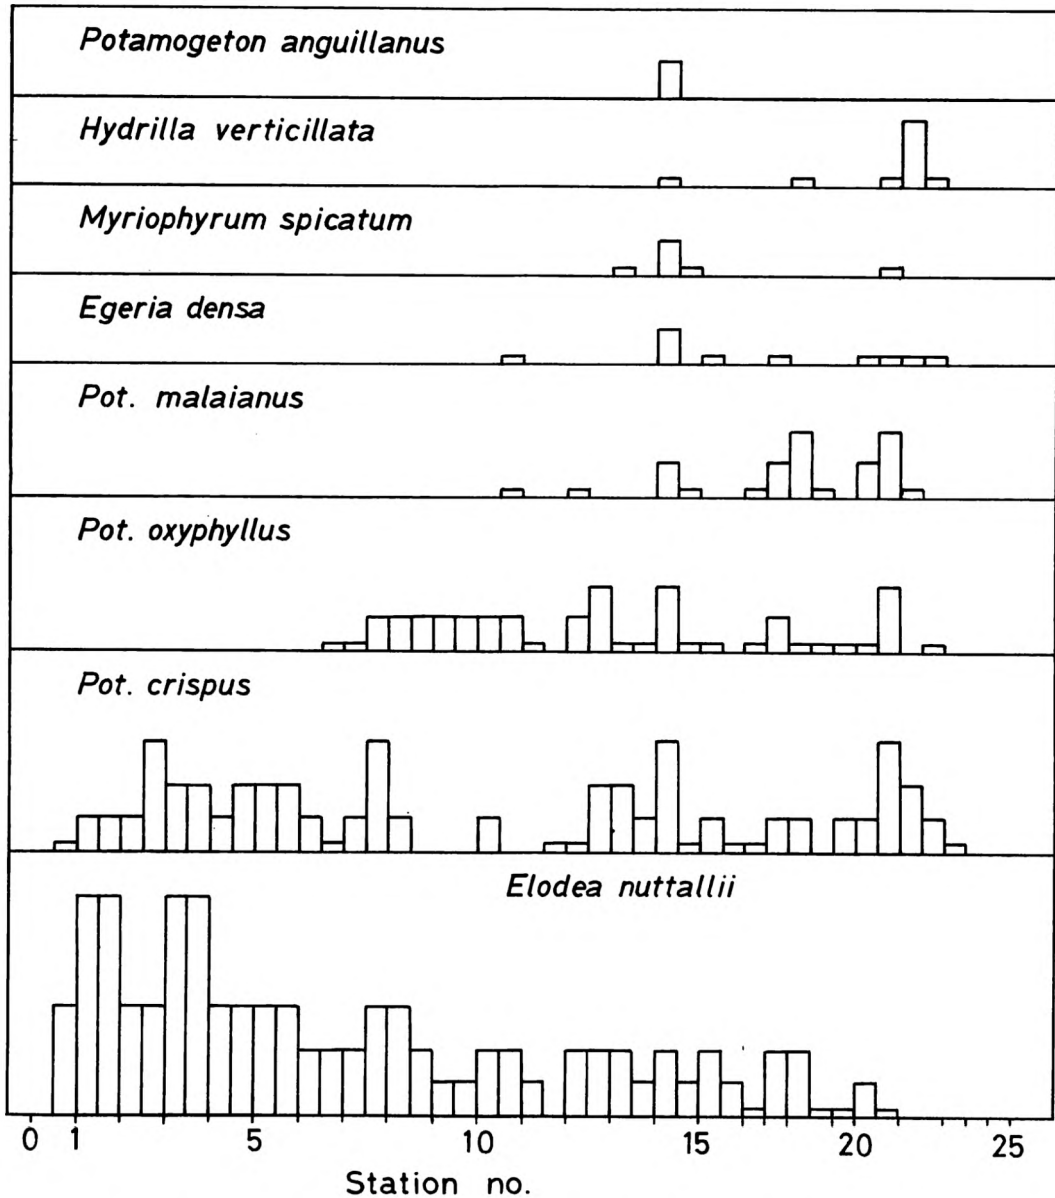 Potamogeton anguillanus
Hydrilla verticillata
Myriophyrum spicatum
Egeria densa
Pot. malaianus
Pot. oxyphyllus
Pot. crispus
Elodea nuttallii
0 1 5 10 15 20 25
Station no.